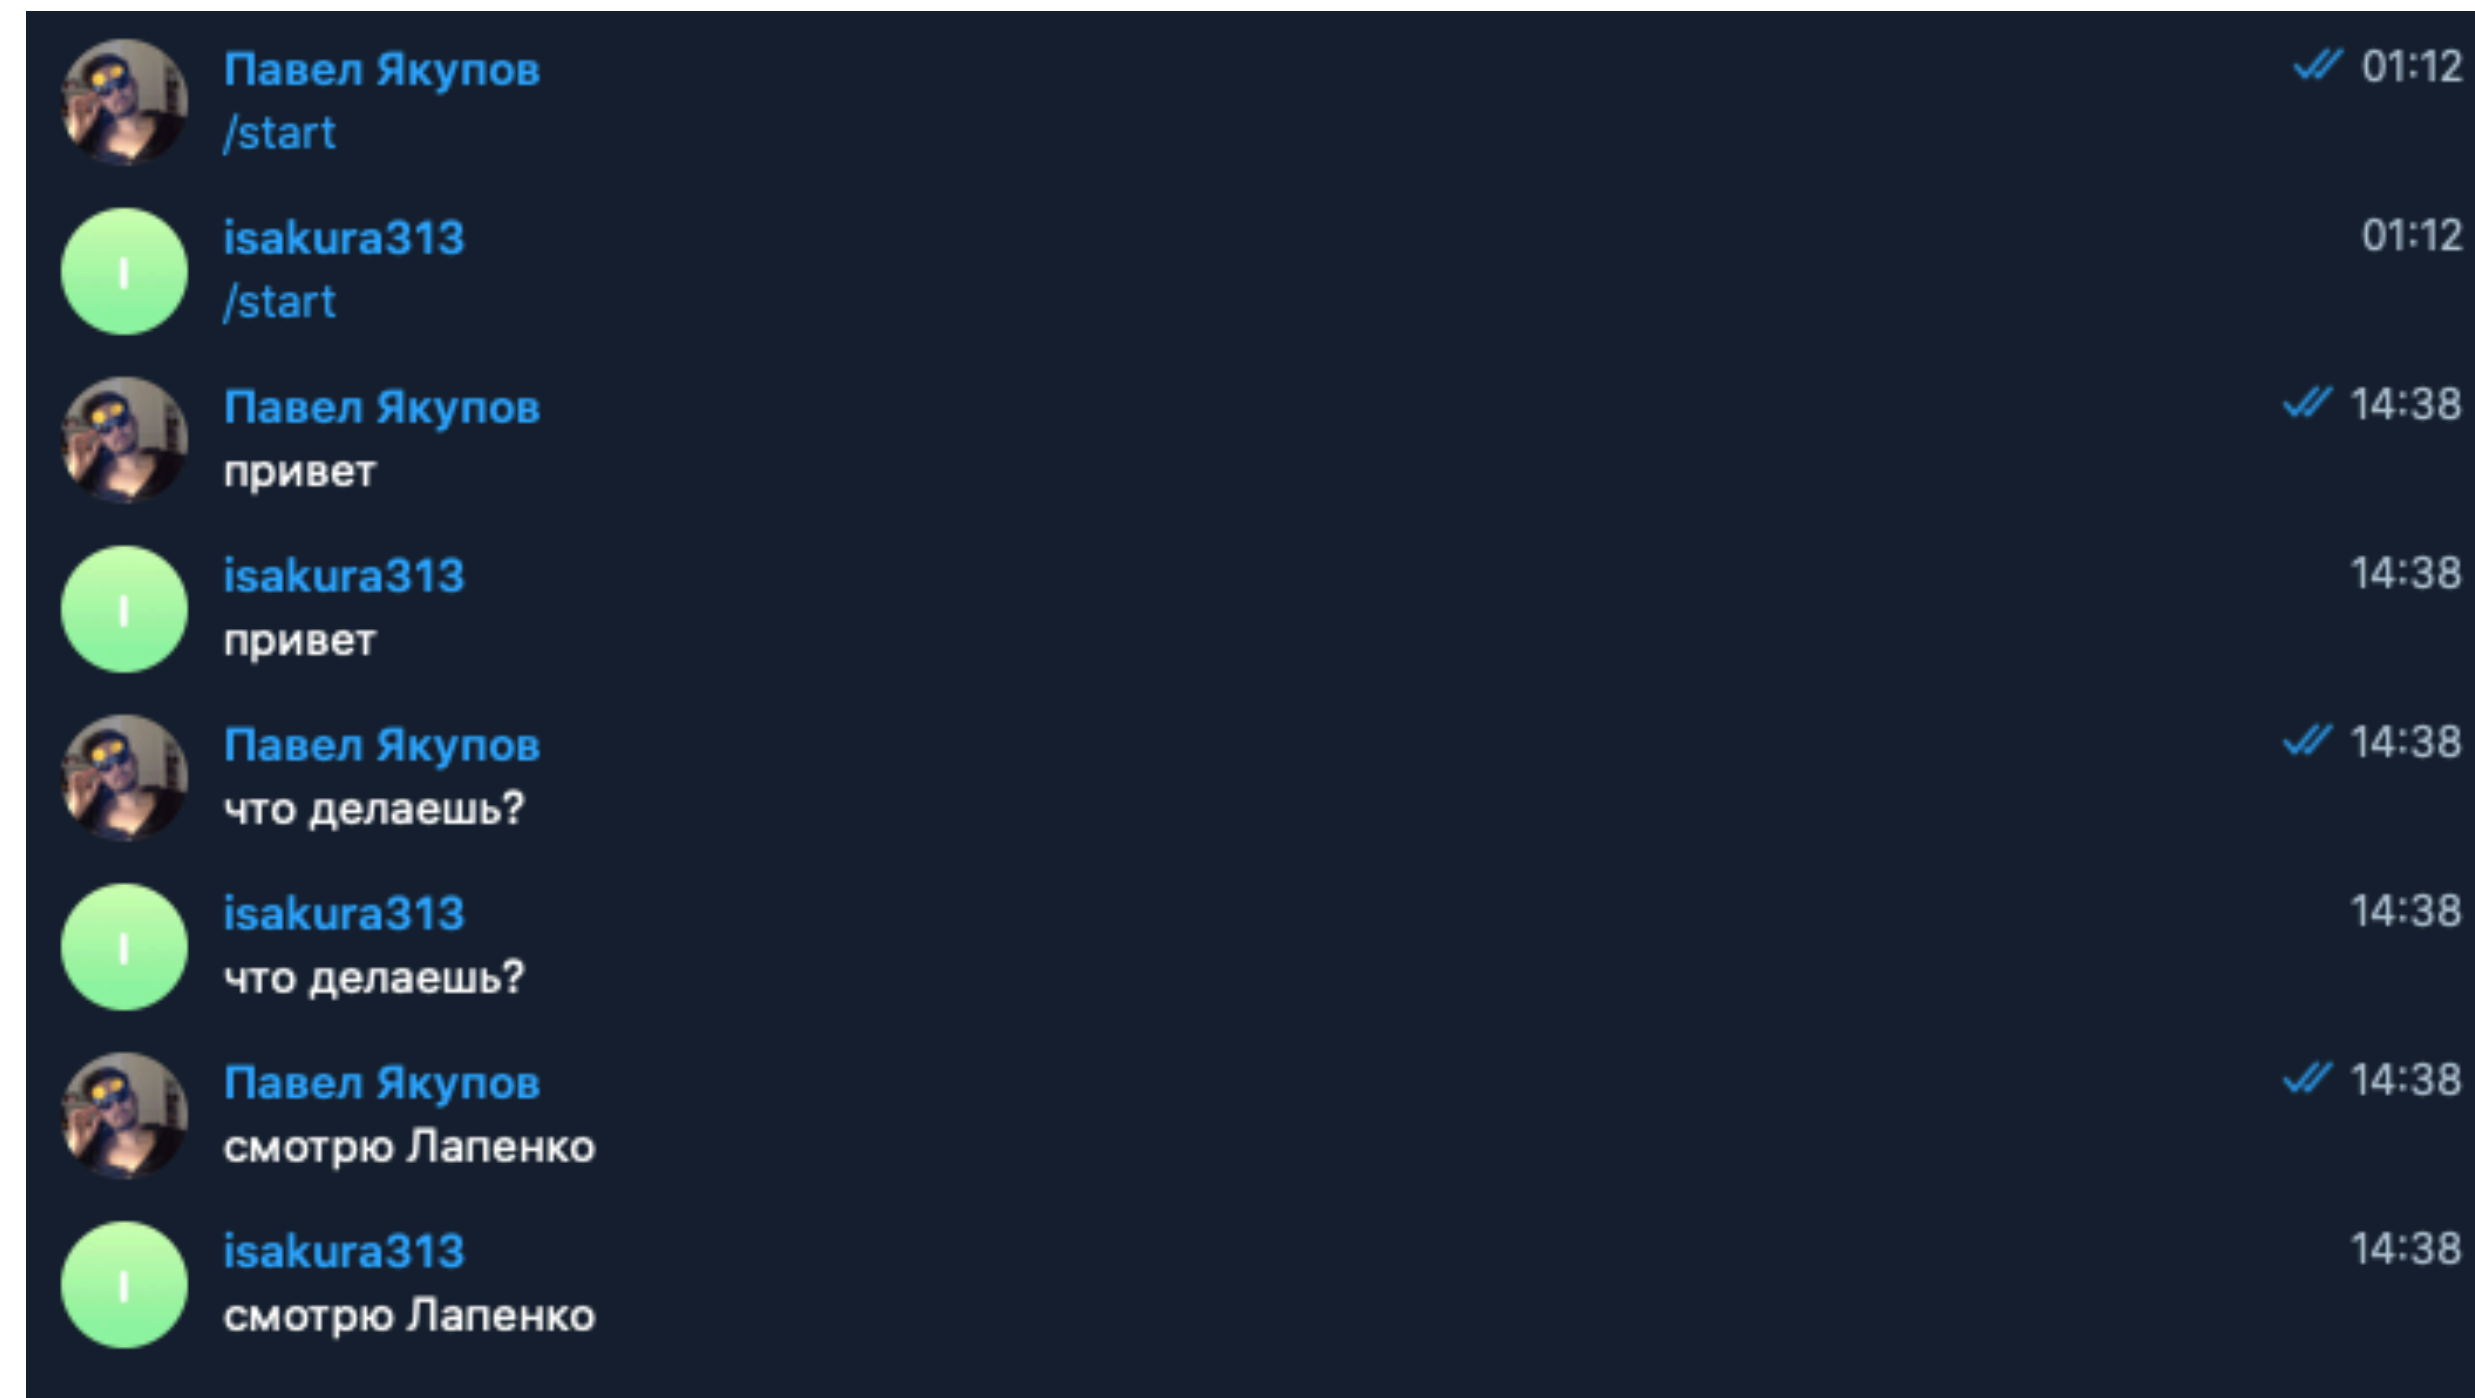 Павел Якупов 01:12
/start
isakura313 01:12
/start
Павел Якупов 14:38
привет
isakura313 14:38
привет
Павел Якупов 14:38
что делаешь?
isakura313 14:38
что делаешь?
Павел Якупов 14:38
смотрю Лапенко
isakura313 14:38
смотрю Лапенко